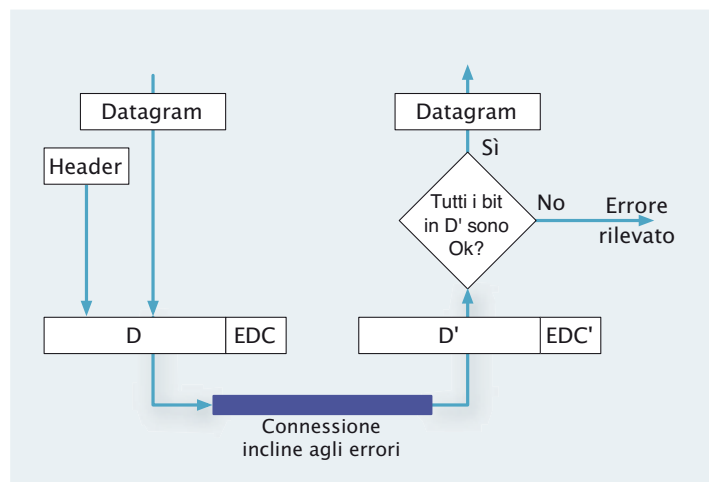 Datagram
Header
D
EDC
Connessione
incline agli errori
Datagram
Sì
Tutti i bit
in D' sono
Ok?
No
Errore
rilevato
D'
EDC'